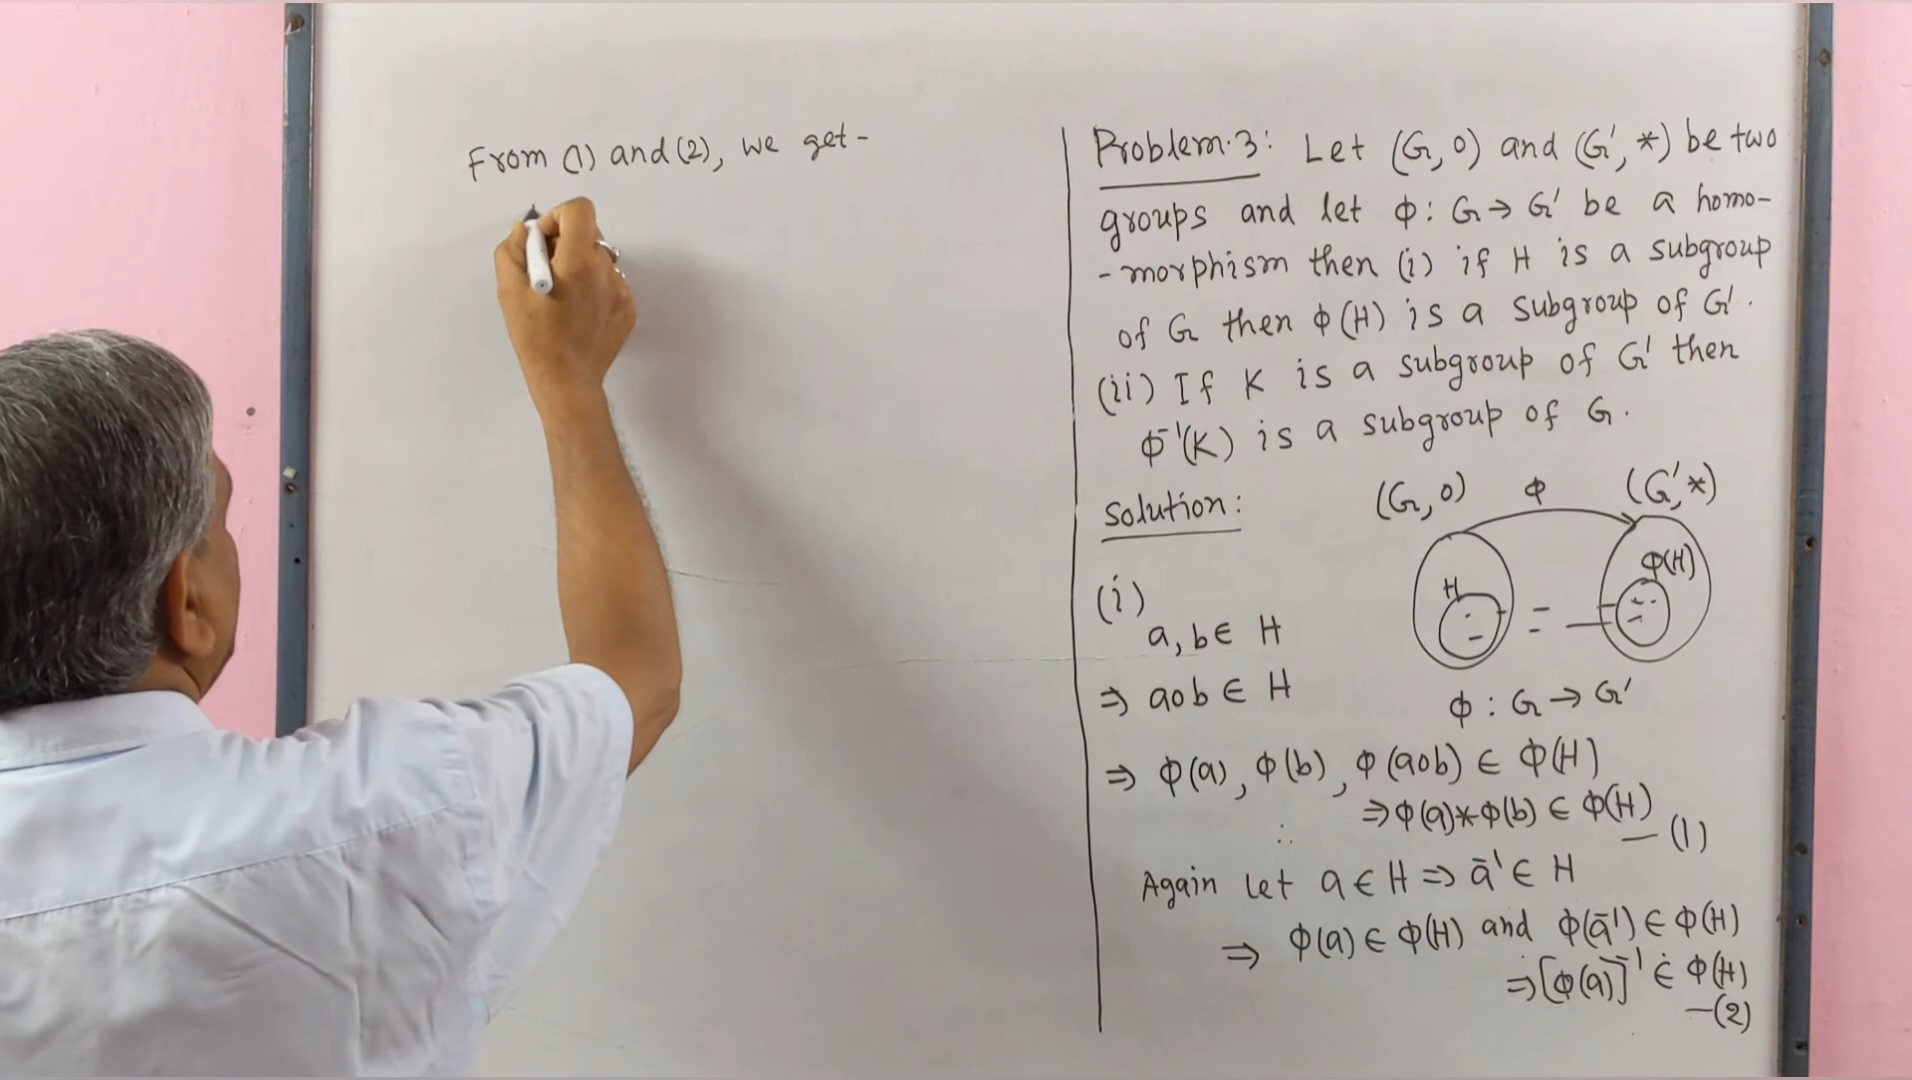 From (1) and (2), we get -
Problem.3: Let (G, o) and (G', *) be two
groups and let ϕ: G → G' be a homo-
-morphism then (i) if H is a subgroup
of G then ϕ(H) is a subgroup of G'.
(ii) If K is a subgroup of G' then
ϕ⁻¹(K) is a subgroup of G.
Solution:
(G, o) ϕ (G', *)
H ϕ(H)
ϕ : G → G'
(i)
a, b ∈ H
⇒ aob ∈ H
⇒ ϕ(a), ϕ(b), ϕ(aob) ∈ ϕ(H)
∴ ⇒ ϕ(a)*ϕ(b) ∈ ϕ(H)
— (1)
Again Let a ∈ H ⇒ a⁻¹ ∈ H
⇒ ϕ(a) ∈ ϕ(H) and ϕ(a⁻¹) ∈ ϕ(H)
⇒ [ϕ(a)]⁻¹ ∈ ϕ(H)
—(2)